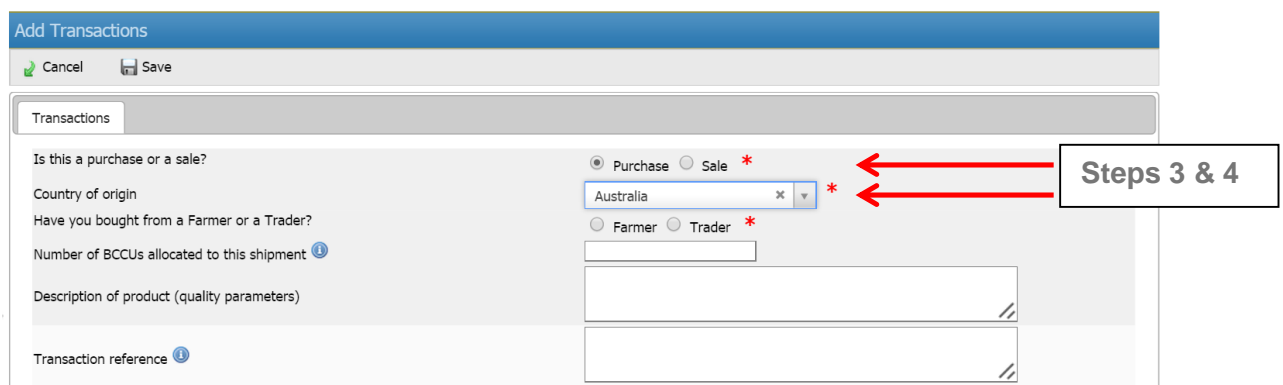 Add Transactions
Cancel Save
Transactions
Is this a purchase or a sale? Purchase Sale *
Country of origin Australia *
Steps 3 & 4
Have you bought from a Farmer or a Trader? Farmer Trader *
Number of BCCUs allocated to this shipment
Description of product (quality parameters)
Transaction reference